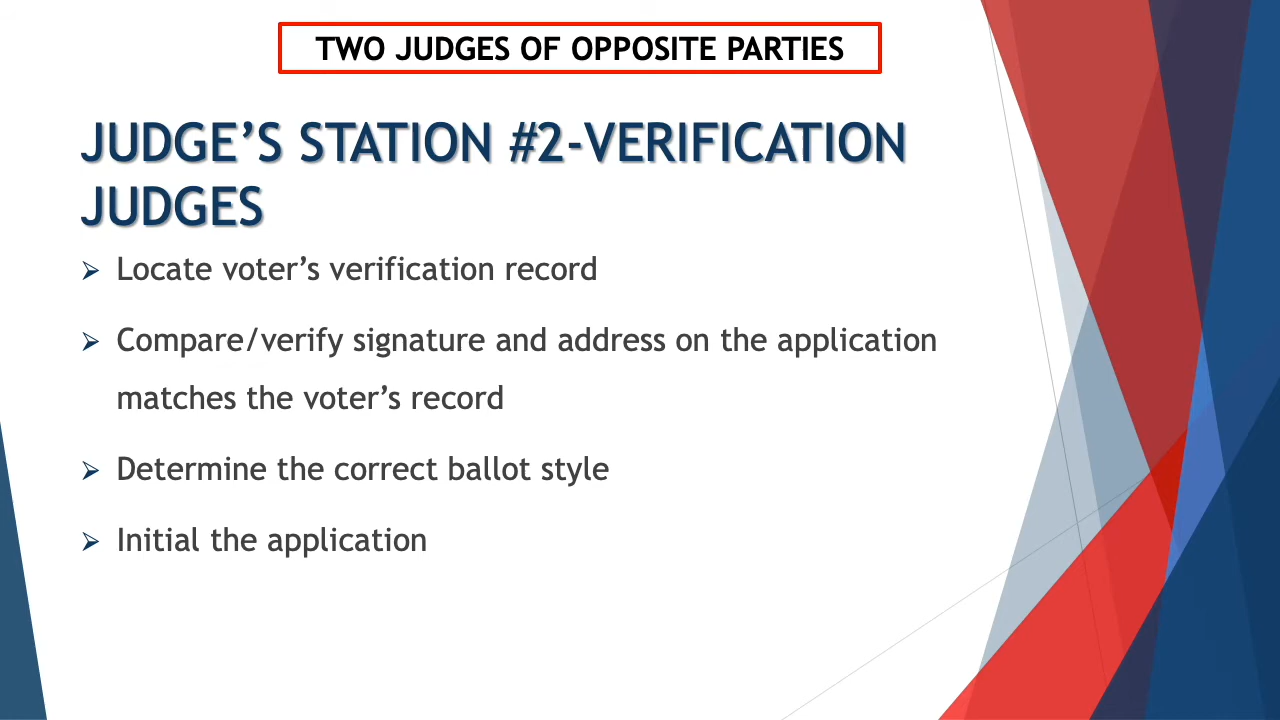 TWO JUDGES OF OPPOSITE PARTIES
JUDGE’S STATION #2-VERIFICATION
JUDGES
➢ Locate voter’s verification record
➢ Compare/verify signature and address on the application
matches the voter’s record
➢ Determine the correct ballot style
➢ Initial the application